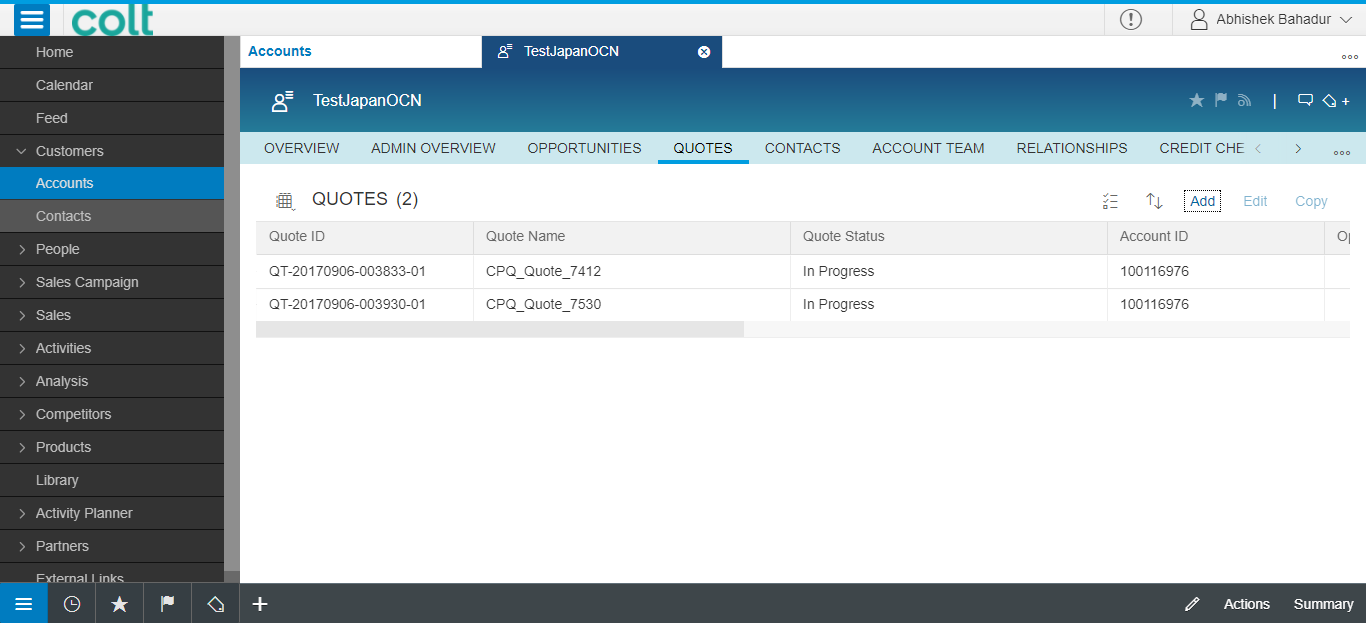 colt
Abhishek Bahadur
Home
Calendar
Feed
Customers
Accounts
Contacts
People
Sales Campaign
Sales
Activities
Analysis
Competitors
Products
Library
Activity Planner
Partners
External Links
Accounts
TestJapanOCN
TestJapanOCN
OVERVIEW ADMIN OVERVIEW OPPORTUNITIES QUOTES CONTACTS ACCOUNT TEAM RELATIONSHIPS CREDIT CHE
QUOTES (2)
Add Edit Copy
Quote ID Quote Name Quote Status Account ID
QT-20170906-003833-01 CPQ_Quote_7412 In Progress 100116976
QT-20170906-003930-01 CPQ_Quote_7530 In Progress 100116976
Actions Summary